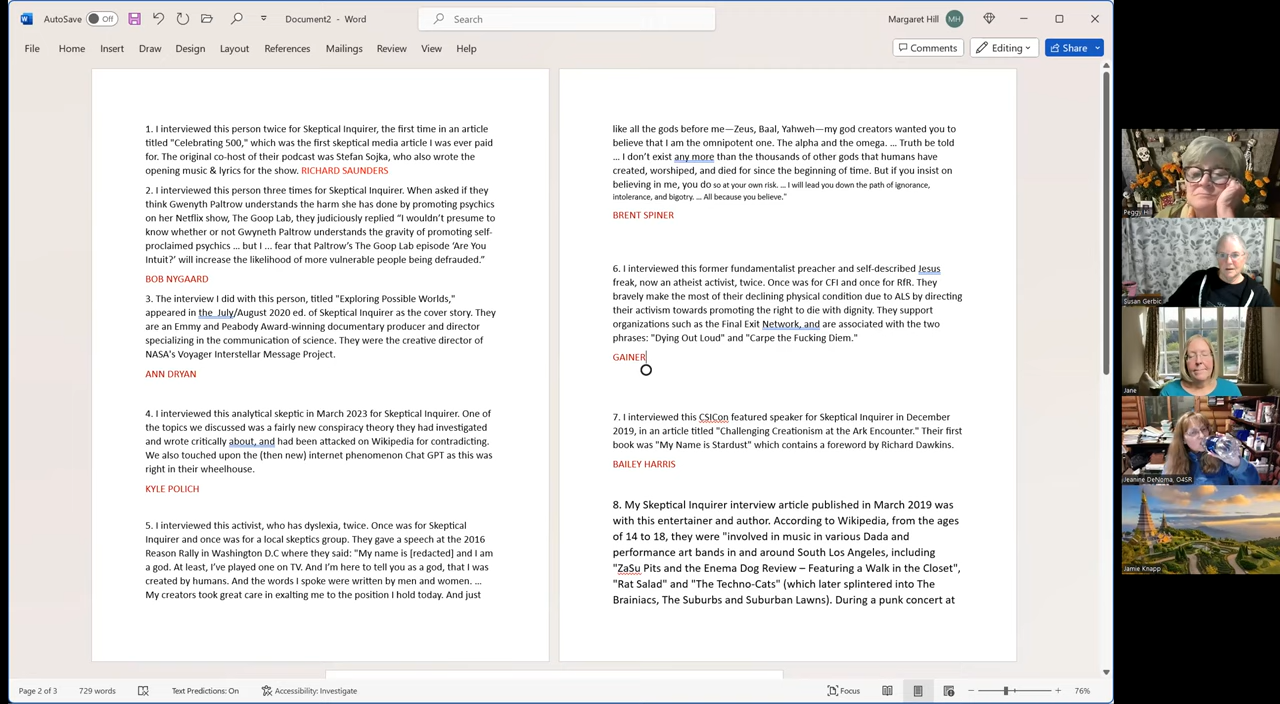 AutoSave Off Document2 - Word Search Margaret Hill MH
File Home Insert Draw Design Layout References Mailings Review View Help Comments Editing Share
1. I interviewed this person twice for Skeptical Inquirer, the first time in an article
titled "Celebrating 500," which was the first skeptical media article I was ever paid
for. The original co-host of their podcast was Stefan Sojka, who also wrote the
opening music & lyrics for the show. RICHARD SAUNDERS
2. I interviewed this person three times for Skeptical Inquirer. When asked if they
think Gwenyth Paltrow understands the harm she has done by promoting psychics
on her Netflix show, The Goop Lab, they judiciously replied “I wouldn’t presume to
know whether or not Gwyneth Paltrow understands the gravity of promoting self-
proclaimed psychics ... but I ... fear that Paltrow’s The Goop Lab episode ‘Are You
Intuit?’ will increase the likelihood of more vulnerable people being defrauded.”
BOB NYGAARD
3. The interview I did with this person, titled "Exploring Possible Worlds,"
appeared in the July/August 2020 ed. of Skeptical Inquirer as the cover story. They
are an Emmy and Peabody Award-winning documentary producer and director
specializing in the communication of science. They were the creative director of
NASA's Voyager Interstellar Message Project.
ANN DRYAN
4. I interviewed this analytical skeptic in March 2023 for Skeptical Inquirer. One of
the topics we discussed was a fairly new conspiracy theory they had investigated
and wrote critically about, and had been attacked on Wikipedia for contradicting.
We also touched upon the (then new) internet phenomenon Chat GPT as this was
right in their wheelhouse.
KYLE POLICH
5. I interviewed this activist, who has dyslexia, twice. Once was for Skeptical
Inquirer and once was for a local skeptics group. They gave a speech at the 2016
Reason Rally in Washington D.C where they said: "My name is [redacted] and I am
a god. At least, I’ve played one on TV. And I’m here to tell you as a god, that I was
created by humans. And the words I spoke were written by men and women. ...
My creators took great care in exalting me to the position I hold today. And just
like all the gods before me—Zeus, Baal, Yahweh—my god creators wanted you to
believe that I am the omnipotent one. The alpha and the omega. ... Truth be told
... I don’t exist any more than the thousands of other gods that humans have
created, worshiped, and died for since the beginning of time. But if you insist on
believing in me, you do so at your own risk. ... I will lead you down the path of ignorance,
intolerance, and bigotry. ... All because you believe."
BRENT SPINER
6. I interviewed this former fundamentalist preacher and self-described Jesus
freak, now an atheist activist, twice. Once was for CFI and once for RfR. They
bravely make the most of their declining physical condition due to ALS by directing
their activism towards promoting the right to die with dignity. They support
organizations such as the Final Exit Network, and are associated with the two
phrases: "Dying Out Loud" and "Carpe the Fucking Diem."
GAINER
7. I interviewed this CSICon featured speaker for Skeptical Inquirer in December
2019, in an article titled "Challenging Creationism at the Ark Encounter." Their first
book was "My Name is Stardust" which contains a foreword by Richard Dawkins.
BAILEY HARRIS
8. My Skeptical Inquirer interview article published in March 2019 was
with this entertainer and author. According to Wikipedia, from the ages
of 14 to 18, they were "involved in music in various Dada and
performance art bands in and around South Los Angeles, including
"ZaSu Pits and the Enema Dog Review – Featuring a Walk in the Closet",
"Rat Salad" and "The Techno-Cats" (which later splintered into The
Brainiacs, The Suburbs and Suburban Lawns). During a punk concert at
Peggy Hill
Susan Gerbic
Jane
Jeanine DeNoma, O4SR
Jamie Knapp
Page 2 of 3 729 words Text Predictions: On Accessibility: Investigate Focus 76%